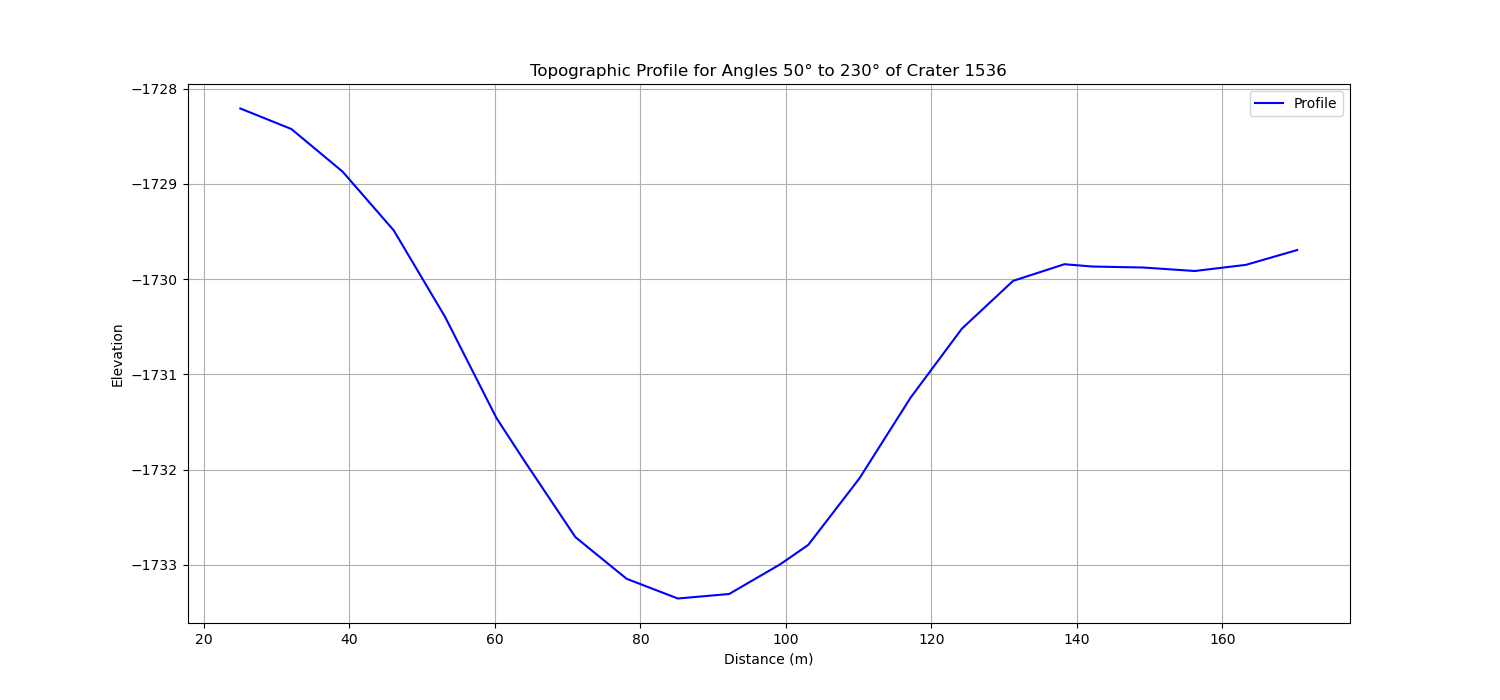 Topographic Profile for Angles 50° to 230° of Crater 1536
Profile
−1728
−1729
−1730
−1731
−1732
−1733
Elevation
20 40 60 80 100 120 140 160
Distance (m)